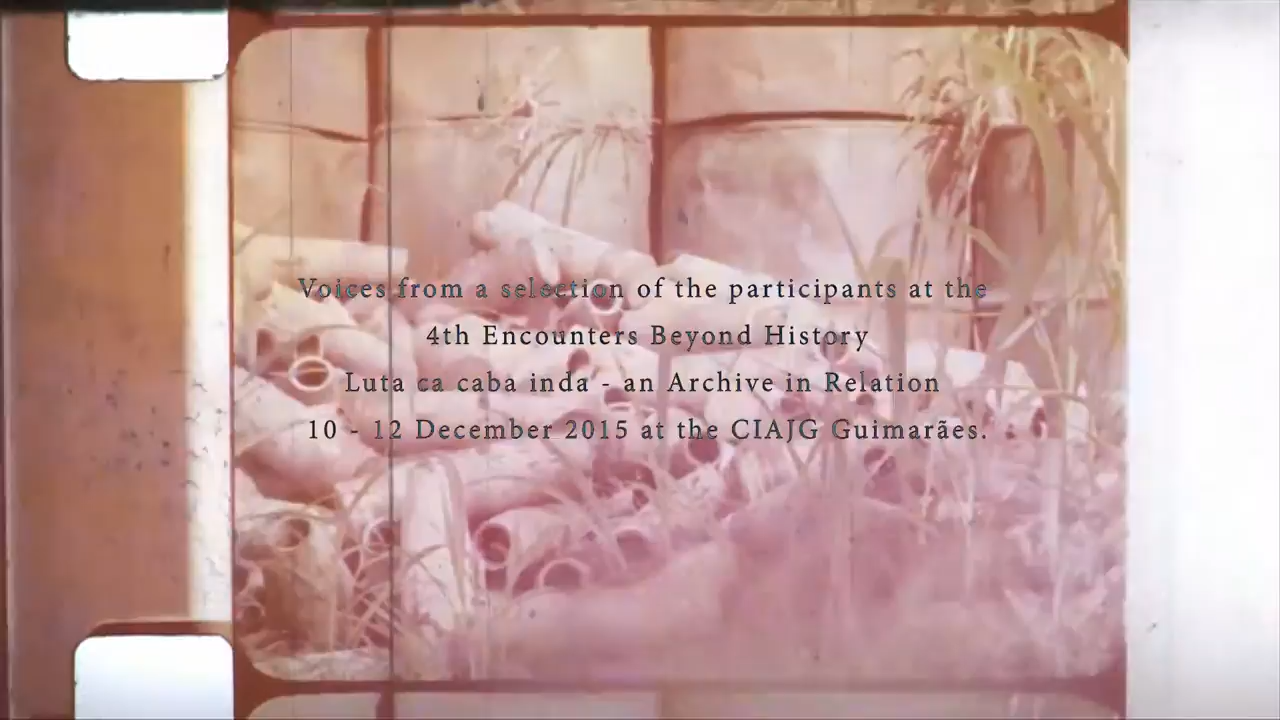 Voices from a selection of the participants at the
4th Encounters Beyond History
Luta ca caba inda - an Archive in Relation
10 - 12 December 2015 at the CIAJG Guimarães.